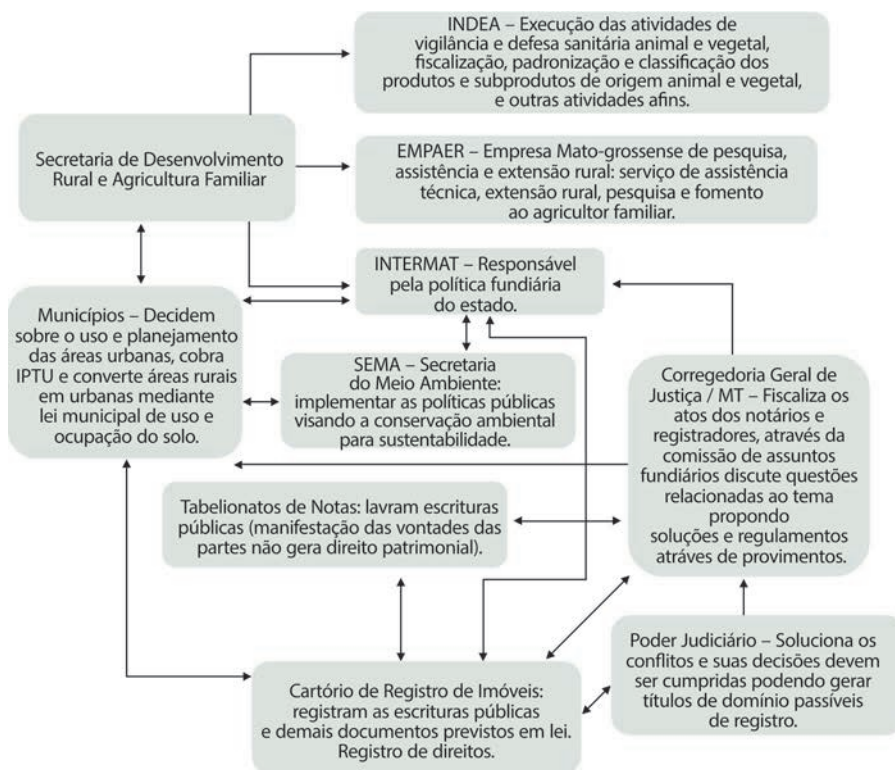 INDEA – Execução das atividades de
vigilância e defesa sanitária animal e vegetal,
fiscalização, padronização e classificação dos
produtos e subprodutos de origem animal e vegetal,
e outras atividades afins.
Secretaria de Desenvolvimento
Rural e Agricultura Familiar
EMPAER – Empresa Mato-grossense de pesquisa,
assistência e extensão rural: serviço de assistência
técnica, extensão rural, pesquisa e fomento
ao agricultor familiar.
INTERMAT – Responsável
pela política fundiária
do estado.
Municípios – Decidem
sobre o uso e planejamento
das áreas urbanas, cobra
IPTU e converte áreas rurais
em urbanas mediante
lei municipal de uso e
ocupação do solo.
SEMA – Secretaria
do Meio Ambiente:
implementar as políticas públicas
visando a conservação ambiental
para sustentabilidade.
Corregedoria Geral de
Justiça / MT – Fiscaliza os
atos dos notários e
registradores, através da
comissão de assuntos
fundiários discute questões
relacionadas ao tema
propondo
soluções e regulamentos
atráves de provimentos.
Tabelionatos de Notas: lavram escrituras
públicas (manifestação das vontades das
partes não gera direito patrimonial).
Poder Judiciário – Soluciona os
conflitos e suas decisões devem
ser cumpridas podendo gerar
títulos de domínio passíveis
de registro.
Cartório de Registro de Imóveis:
registram as escrituras públicas
e demais documentos previstos em lei.
Registro de direitos.